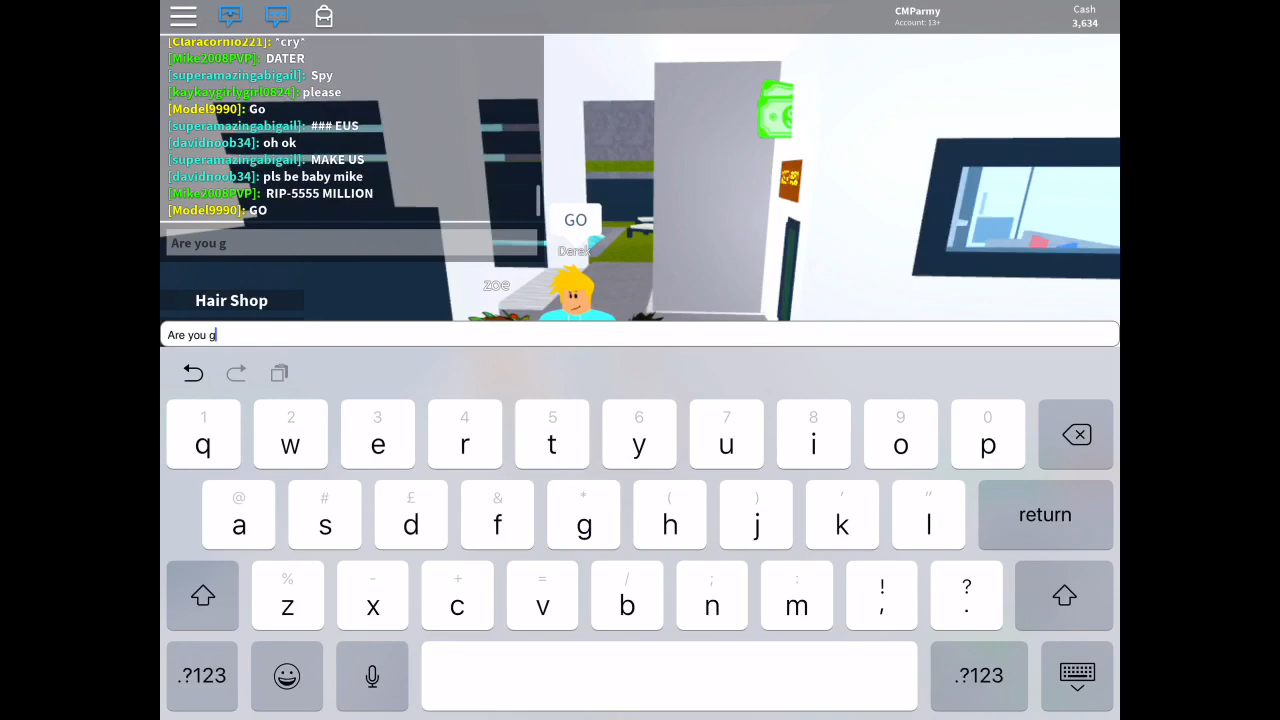 CMParmy
Account: 13+
Cash
3,634
[Claracornio221]: *cry*
[Mike2008PVP]: DATER
[superamazingabigail]: Spy
[kaykaygirlygirl0824]: please
[Model9990]: Go
[superamazingabigail]: ### EUS
[davidnoob34]: oh ok
[superamazingabigail]: MAKE US
[davidnoob34]: pls be baby mike
[Mike2008PVP]: RIP-5555 MILLION
[Model9990]: GO
GO
Are you g
Derek
zoe
Hair Shop
Are you g
1 2 3 4 5 6 7 8 9 0
q w e r t y u i o p
@ # £ & * ( ) ' "
a s d f g h j k l return
% - + = / ; : ! ?
z x c v b n m , .
.?123 .?123